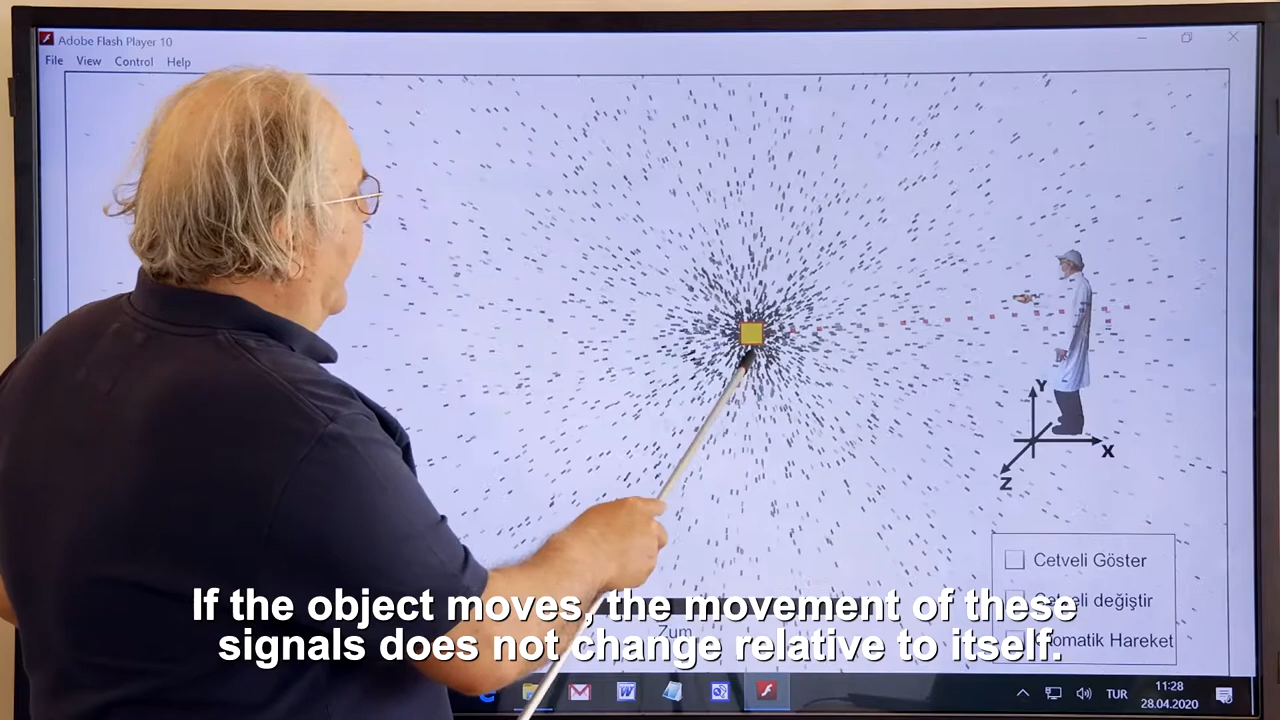 Adobe Flash Player 10
File View Control Help
Y
X
Z
Cetveli Göster
değiştir
Hareket
Zum
If the object moves, the movement of these
signals does not change relative to itself.
TUR
11:28
28.04.2020